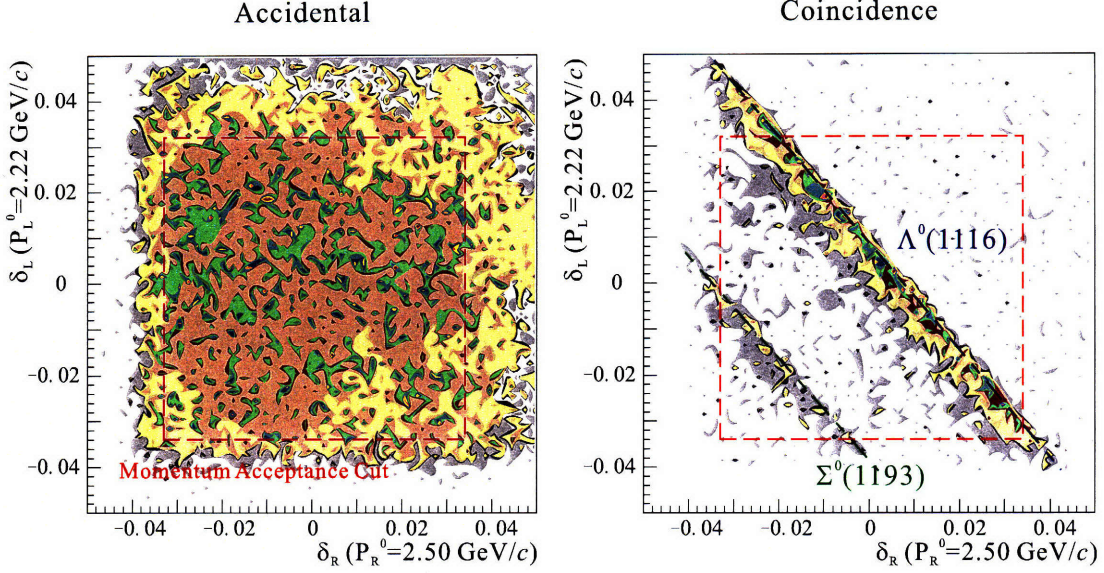 Accidental
Coincidence
δL (PL⁰=2.22 GeV/c)
0.04
0.02
0
−0.02
−0.04
Momentum Acceptance Cut
−0.04
−0.02
0
0.02
0.04
δR (PR⁰=2.50 GeV/c)
δL (PL⁰=2.22 GeV/c)
0.04
0.02
0
−0.02
−0.04
Λ⁰(1116)
Σ⁰(1193)
−0.04
−0.02
0
0.02
0.04
δR (PR⁰=2.50 GeV/c)